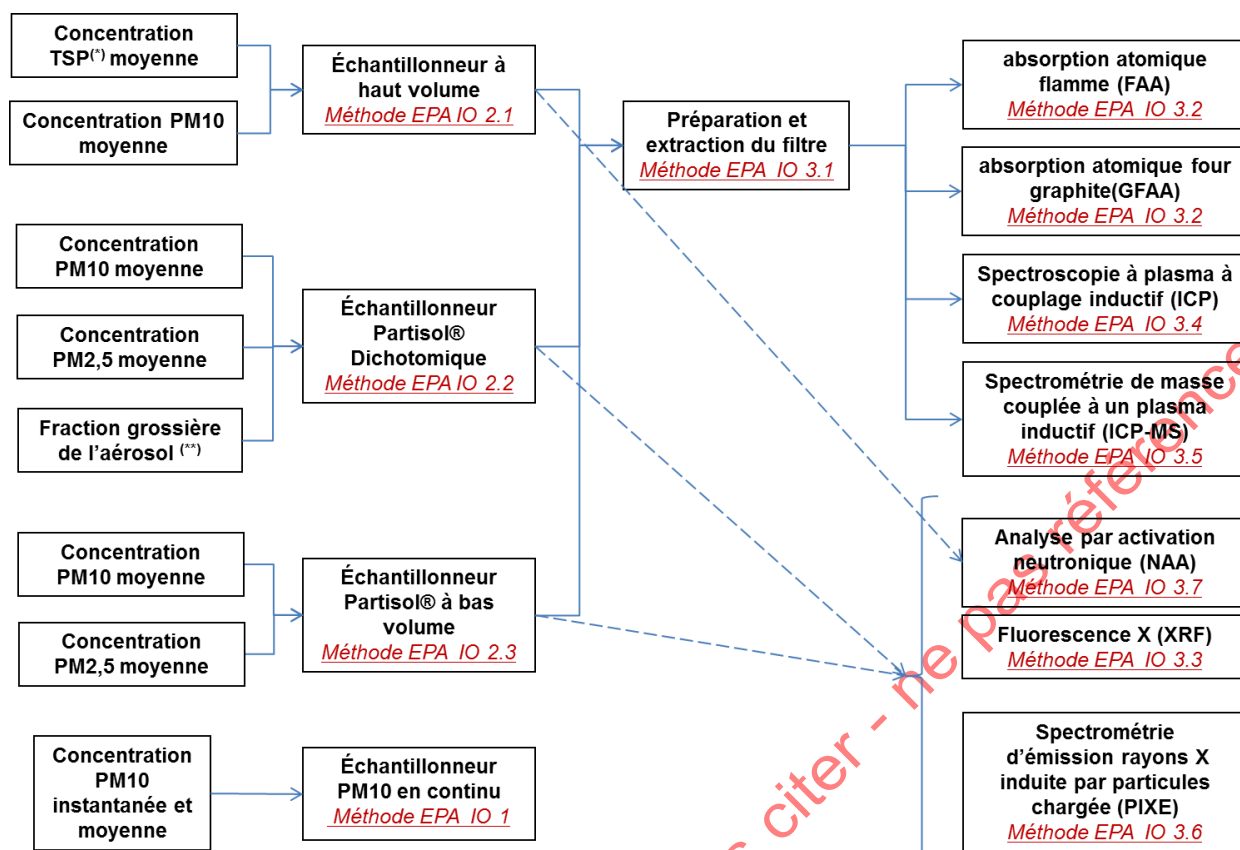 Concentration
TSP(*) moyenne
Concentration PM10
moyenne
Échantillonneur à
haut volume
Méthode EPA IO 2.1
Concentration
PM10 moyenne
Concentration
PM2,5 moyenne
Fraction grossière
de l'aérosol (**)
Échantillonneur
Partisol®
Dichotomique
Méthode EPA IO 2.2
Concentration
PM10 moyenne
Concentration
PM2,5 moyenne
Échantillonneur
Partisol® à bas
volume
Méthode EPA IO 2.3
Concentration
PM10
instantanée et
moyenne
Échantillonneur
PM10 en continu
Méthode EPA IO 1
Préparation et
extraction du filtre
Méthode EPA IO 3.1
absorption atomique
flamme (FAA)
Méthode EPA IO 3.2
absorption atomique four
graphite(GFAA)
Méthode EPA IO 3.2
Spectroscopie à plasma à
couplage inductif (ICP)
Méthode EPA IO 3.4
Spectrométrie de masse
couplée à un plasma
inductif (ICP-MS)
Méthode EPA IO 3.5
Analyse par activation
neutronique (NAA)
Méthode EPA IO 3.7
Fluorescence X (XRF)
Méthode EPA IO 3.3
Spectrométrie
d'émission rayons X
induite par particules
chargée (PIXE)
Méthode EPA IO 3.6
citer - ne pas référence